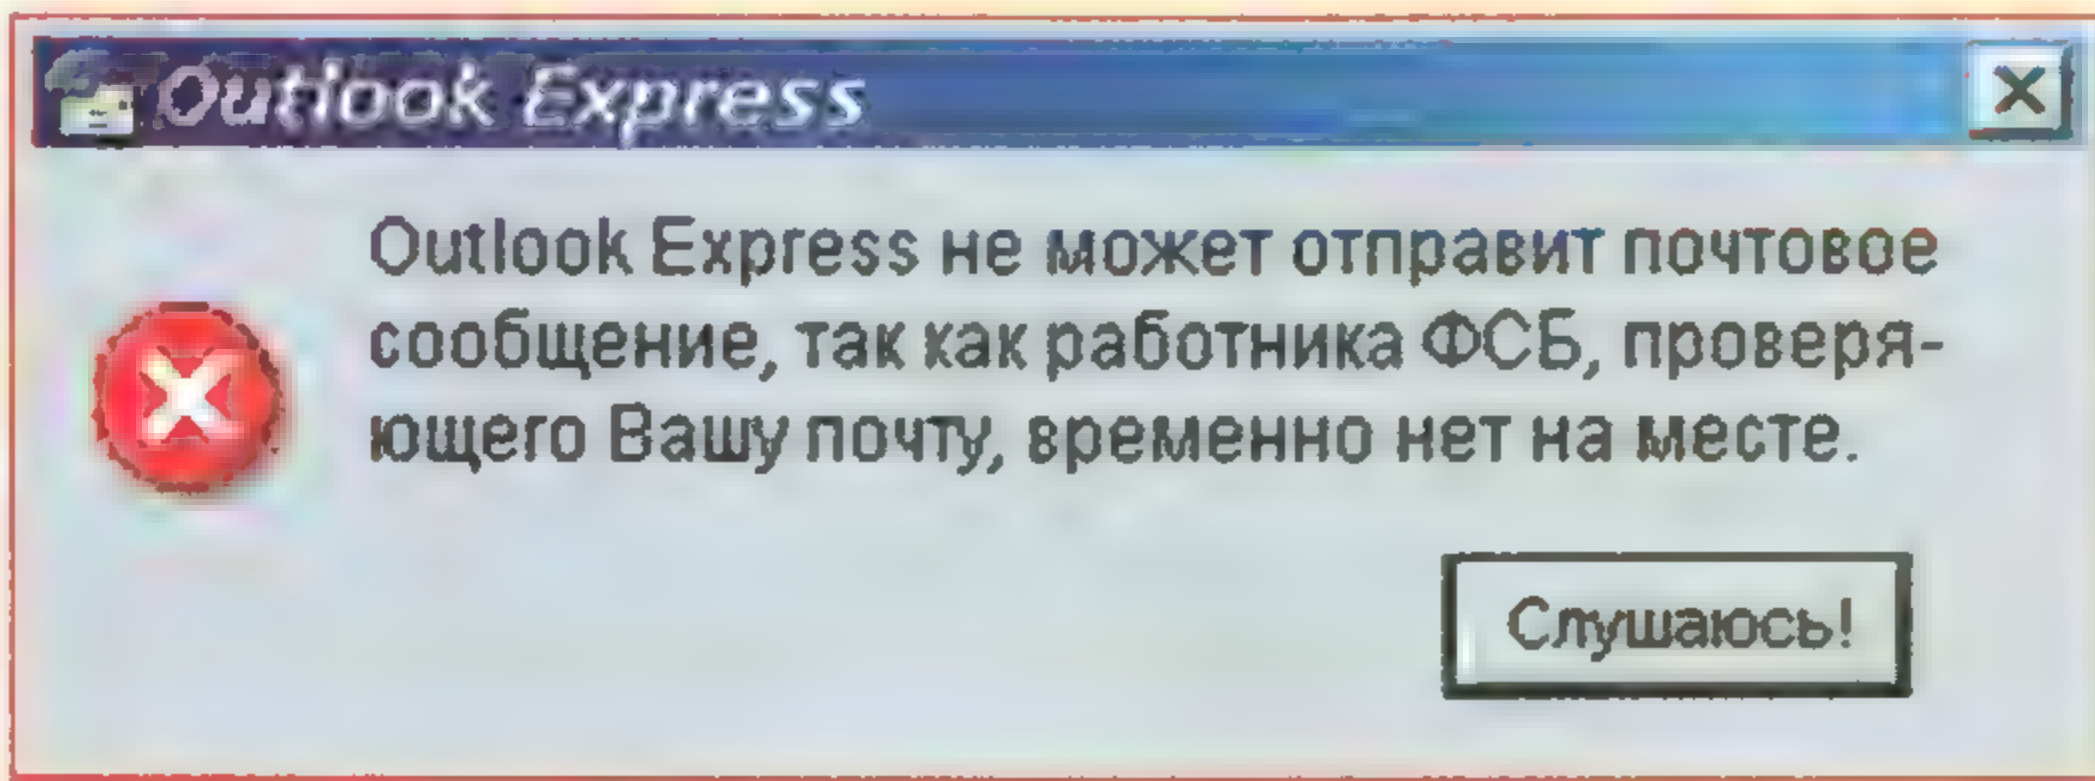 Outlook Express
Outlook Express не может отправит почтовое
сообщение, так как работника ФСБ, проверя-
ющего Вашу почту, временно нет на месте.
Слушаюсь!